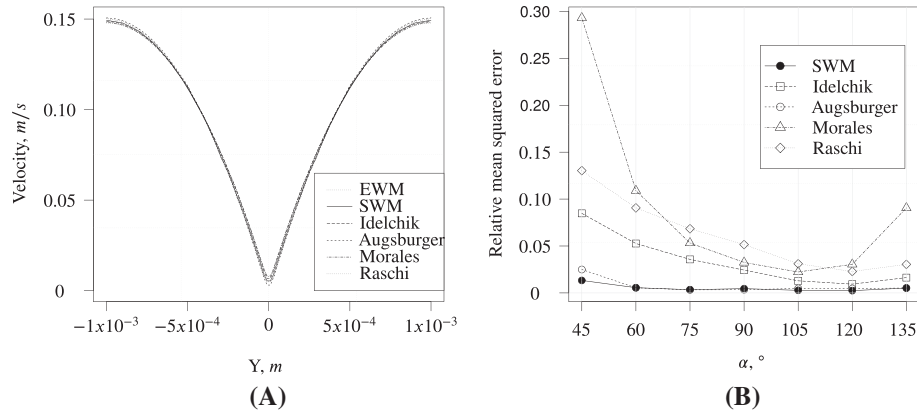 0.15
0.10
0.05
0
Velocity, m/s
EWM
SWM
Idelchik
Augsburger
Morales
Raschi
−1x10⁻³ −5x10⁻⁴ 0 5x10⁻⁴ 1x10⁻³
Y, m
(A)
0.30
0.25
0.20
0.15
0.10
0.05
0
Relative mean squared error
SWM
Idelchik
Augsburger
Morales
Raschi
45 60 75 90 105 120 135
α, °
(B)